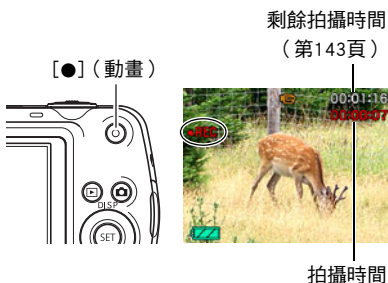 剩餘拍攝時間
（第143頁）
[●]（動畫）
00:01:16
00:00:07
●REC
DISP
SET
拍攝時間